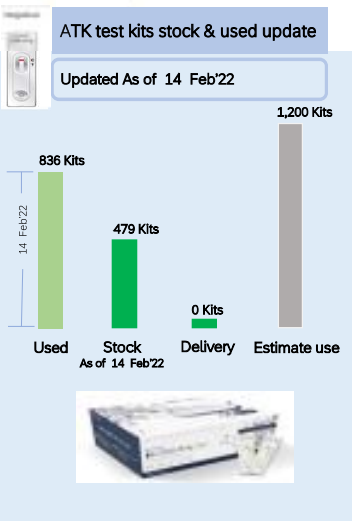 ATK test kits stock & used update
Updated As of 14 Feb'22
1,200 Kits
836 Kits
479 Kits
0 Kits
14 Feb'22
Used
Stock
As of 14 Feb'22
Delivery
Estimate use